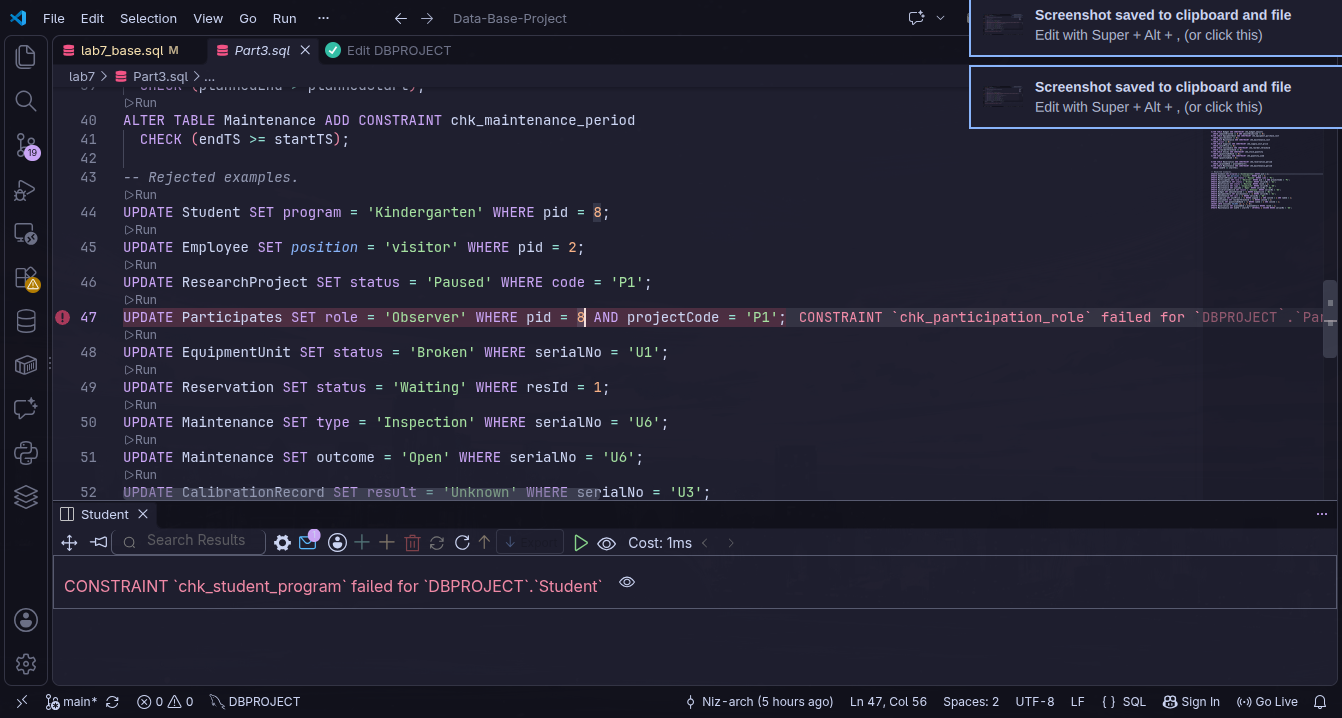 File Edit Selection View Go Run ··· Data-Base-Project
Screenshot saved to clipboard and file
Edit with Super + Alt + , (or click this)
Screenshot saved to clipboard and file
Edit with Super + Alt + , (or click this)
lab7_base.sql M Part3.sql Edit DBPROJECT
lab7 > Part3.sql > ...
Run
40 ALTER TABLE Maintenance ADD CONSTRAINT chk_maintenance_period
41 CHECK (endTS >= startTS);
42
43 -- Rejected examples.
Run
44 UPDATE Student SET program = 'Kindergarten' WHERE pid = 8;
Run
45 UPDATE Employee SET position = 'visitor' WHERE pid = 2;
Run
46 UPDATE ResearchProject SET status = 'Paused' WHERE code = 'P1';
Run
47 UPDATE Participates SET role = 'Observer' WHERE pid = 8 AND projectCode = 'P1'; CONSTRAINT `chk_participation_role` failed for `DBPROJECT`.`Par
Run
48 UPDATE EquipmentUnit SET status = 'Broken' WHERE serialNo = 'U1';
Run
49 UPDATE Reservation SET status = 'Waiting' WHERE resId = 1;
Run
50 UPDATE Maintenance SET type = 'Inspection' WHERE serialNo = 'U6';
Run
51 UPDATE Maintenance SET outcome = 'Open' WHERE serialNo = 'U6';
Run
52 UPDATE CalibrationRecord SET result = 'Unknown' WHERE serialNo = 'U3';
19
Student
Search Results
Cost: 1ms
CONSTRAINT `chk_student_program` failed for `DBPROJECT`.`Student`
main* 0 0 DBPROJECT Niz-arch (5 hours ago) Ln 47, Col 56 Spaces: 2 UTF-8 LF { } SQL Sign In Go Live